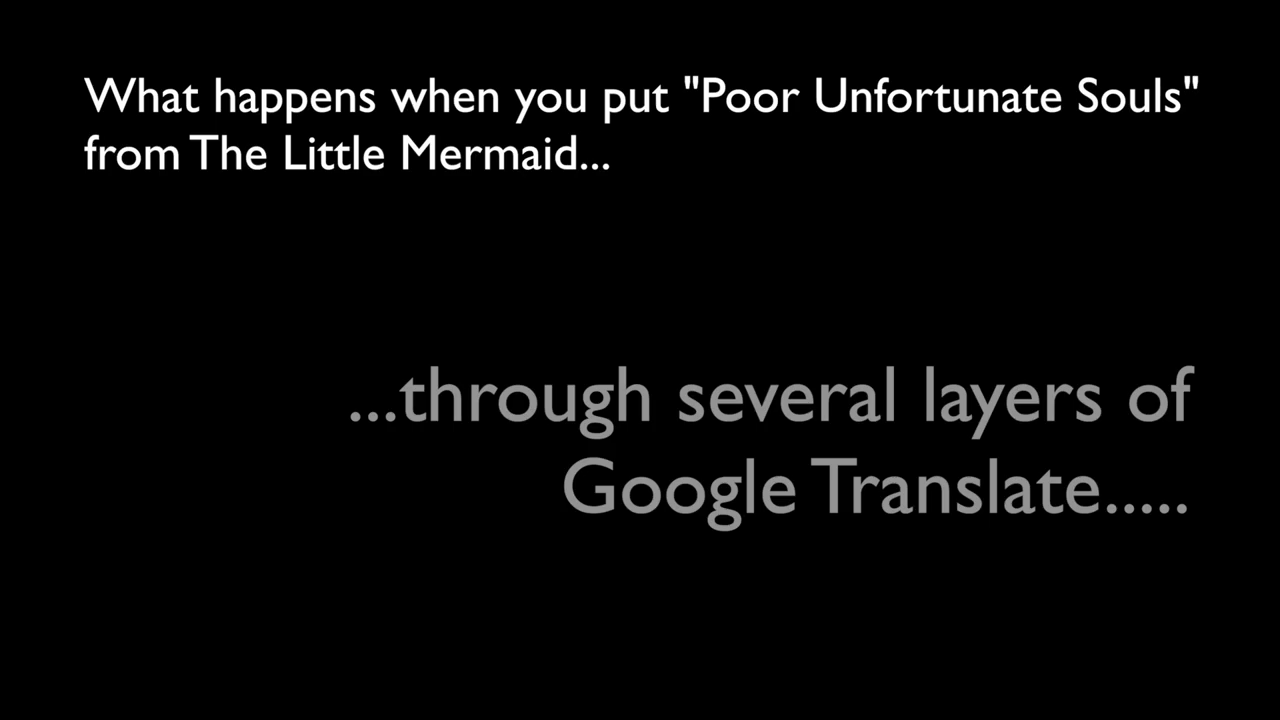 What happens when you put "Poor Unfortunate Souls"
from The Little Mermaid...
...through several layers of
Google Translate.....